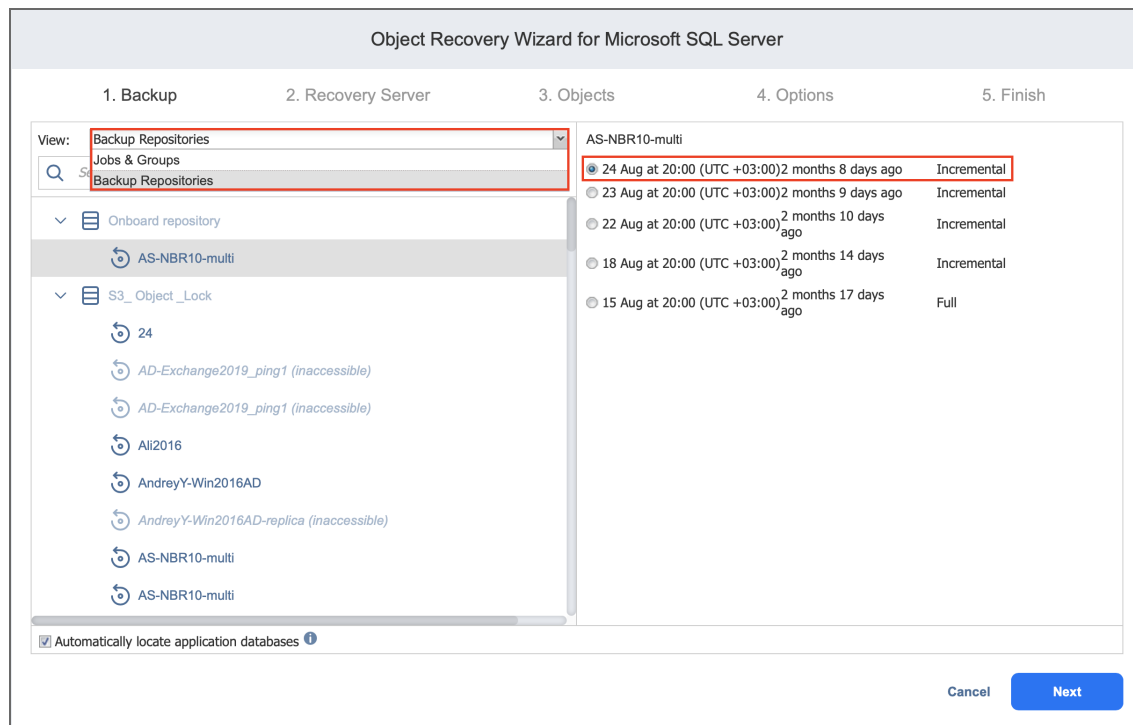 Object Recovery Wizard for Microsoft SQL Server
1. Backup
2. Recovery Server
3. Objects
4. Options
5. Finish
View:
Backup Repositories
Jobs & Groups
Backup Repositories
Onboard repository
AS-NBR10-multi
S3_ Object _Lock
24
AD-Exchange2019_ping1 (inaccessible)
AD-Exchange2019_ping1 (inaccessible)
Ali2016
AndreyY-Win2016AD
AndreyY-Win2016AD-replica (inaccessible)
AS-NBR10-multi
AS-NBR10-multi
Automatically locate application databases
AS-NBR10-multi
24 Aug at 20:00 (UTC +03:00) 2 months 8 days ago Incremental
23 Aug at 20:00 (UTC +03:00) 2 months 9 days ago Incremental
22 Aug at 20:00 (UTC +03:00) 2 months 10 days
ago
Incremental
18 Aug at 20:00 (UTC +03:00) 2 months 14 days
ago
Incremental
15 Aug at 20:00 (UTC +03:00) 2 months 17 days
ago
Full
Cancel
Next